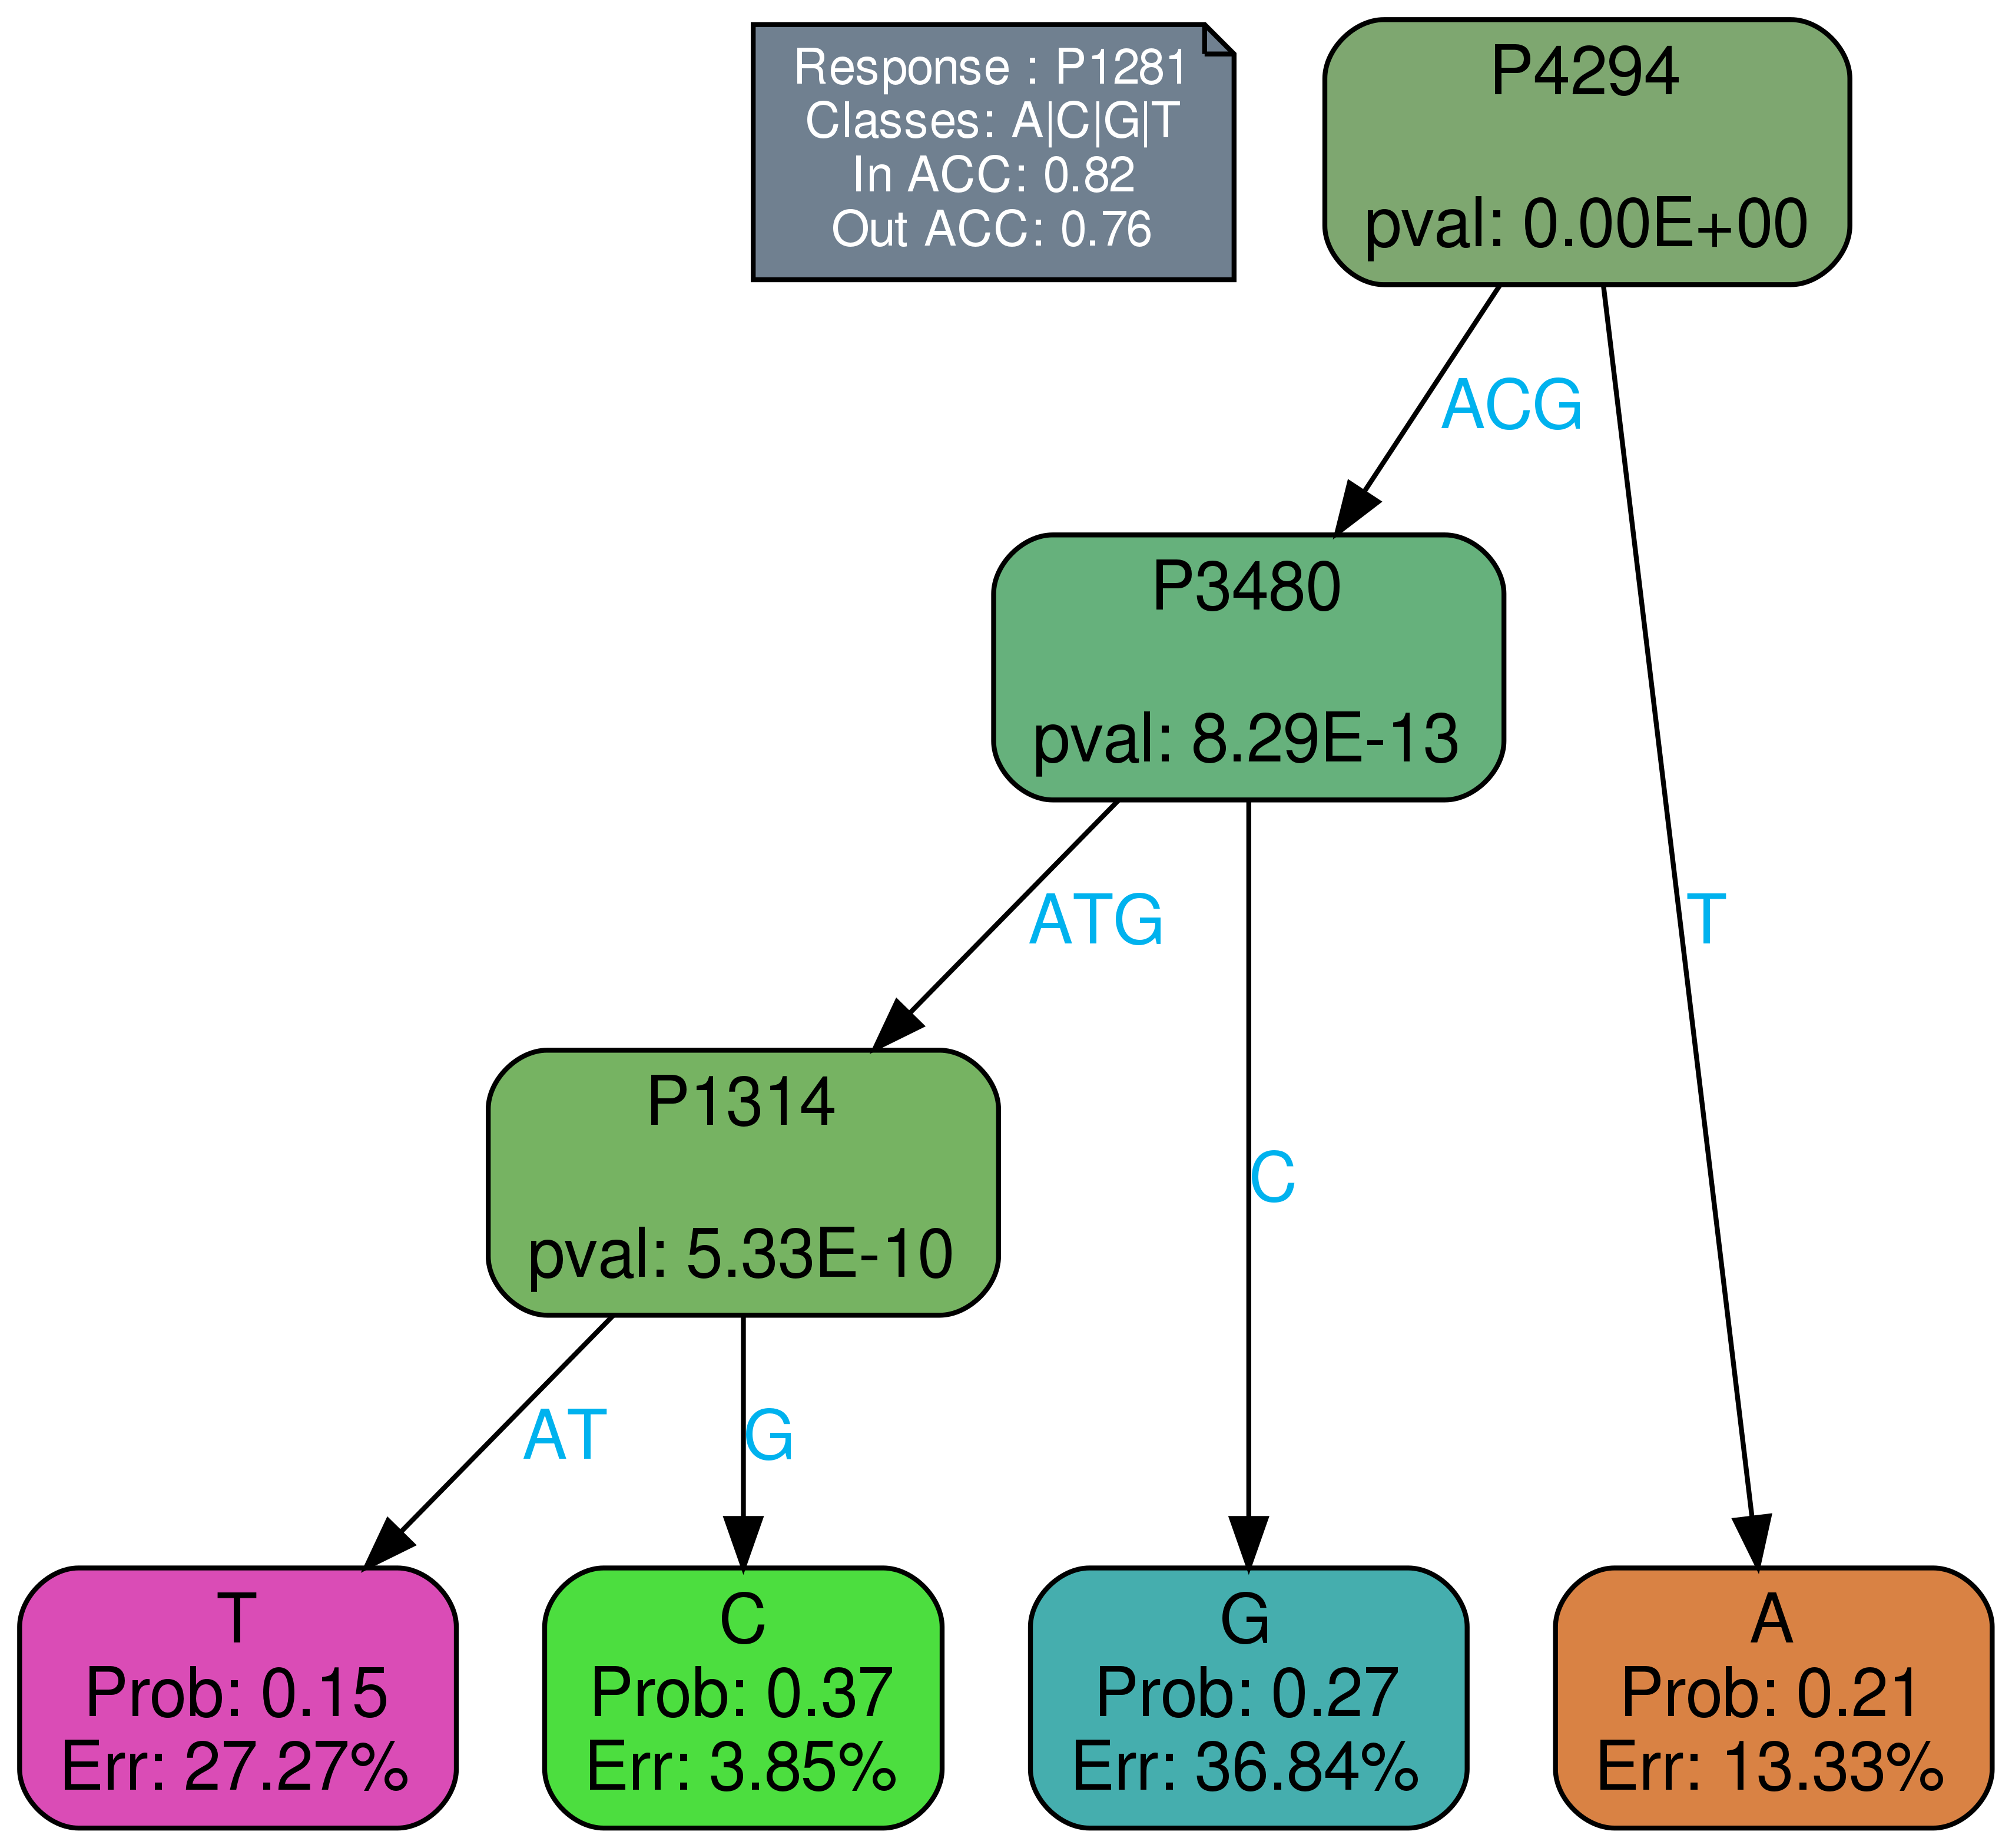 Response : P1281
Classes: A|C|G|T
In ACC: 0.82
Out ACC: 0.76
P4294
pval: 0.00E+00
ACG
P3480
pval: 8.29E-13
ATG
T
P1314
pval: 5.33E-10
C
AT
G
T
Prob: 0.15
Err: 27.27%
C
Prob: 0.37
Err: 3.85%
G
Prob: 0.27
Err: 36.84%
A
Prob: 0.21
Err: 13.33%